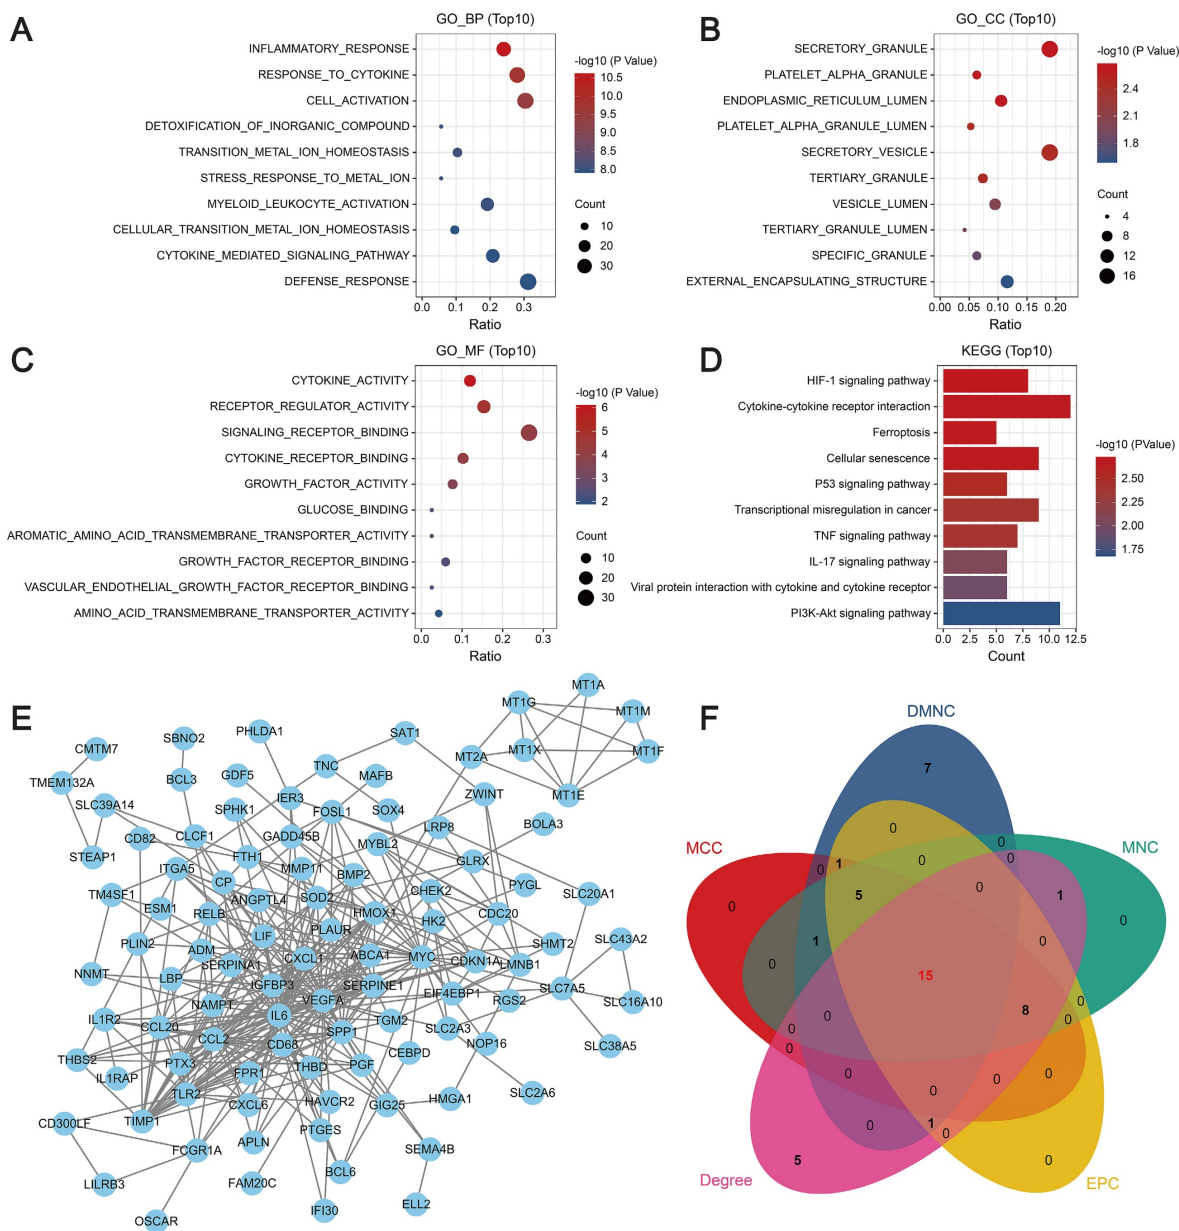 A
GO_BP (Top10)
INFLAMMATORY_RESPONSE
RESPONSE_TO_CYTOKINE
CELL_ACTIVATION
DETOXIFICATION_OF_INORGANIC_COMPOUND
TRANSITION_METAL_ION_HOMEOSTASIS
STRESS_RESPONSE_TO_METAL_ION
MYELOID_LEUKOCYTE_ACTIVATION
CELLULAR_TRANSITION_METAL_ION_HOMEOSTASIS
CYTOKINE_MEDIATED_SIGNALING_PATHWAY
DEFENSE_RESPONSE
0.0 0.1 0.2 0.3
Ratio
-log10 (P Value)
10.5
10.0
9.5
9.0
8.5
8.0
Count
10
20
30
B
GO_CC (Top10)
SECRETORY_GRANULE
PLATELET_ALPHA_GRANULE
ENDOPLASMIC_RETICULUM_LUMEN
PLATELET_ALPHA_GRANULE_LUMEN
SECRETORY_VESICLE
TERTIARY_GRANULE
VESICLE_LUMEN
TERTIARY_GRANULE_LUMEN
SPECIFIC_GRANULE
EXTERNAL_ENCAPSULATING_STRUCTURE
0.00 0.05 0.10 0.15 0.20
Ratio
-log10 (P Value)
2.4
2.1
1.8
Count
4
8
12
16
C
GO_MF (Top10)
CYTOKINE_ACTIVITY
RECEPTOR_REGULATOR_ACTIVITY
SIGNALING_RECEPTOR_BINDING
CYTOKINE_RECEPTOR_BINDING
GROWTH_FACTOR_ACTIVITY
GLUCOSE_BINDING
AROMATIC_AMINO_ACID_TRANSMEMBRANE_TRANSPORTER_ACTIVITY
GROWTH_FACTOR_RECEPTOR_BINDING
VASCULAR_ENDOTHELIAL_GROWTH_FACTOR_RECEPTOR_BINDING
AMINO_ACID_TRANSMEMBRANE_TRANSPORTER_ACTIVITY
0.0 0.1 0.2 0.3
Ratio
-log10 (P Value)
6
5
4
3
2
Count
10
20
30
D
KEGG (Top10)
HIF-1 signaling pathway
Cytokine-cytokine receptor interaction
Ferroptosis
Cellular senescence
P53 signaling pathway
Transcriptional misregulation in cancer
TNF signaling pathway
IL-17 signaling pathway
Viral protein interaction with cytokine and cytokine receptor
PI3K-Akt signaling pathway
0.0 2.5 5.0 7.5 10.0 12.5
Count
-log10 (PValue)
2.50
2.25
2.00
1.75
E
MT1A
MT1G
MT1M
PHLDA1
SAT1
SBNO2
CMTM7
MT1X
MT1F
MT2A
TNC
MAFB
GDF5
BCL3
TMEM132A
MT1E
ZWINT
IER3
SLC39A14
SPHK1
FOSL1
SOX4
BOLA3
LRP8
CD82
CLCF1
GADD45B
MYBL2
STEAP1
FTH1
GLRX
ITGA5
MMP11
BMP2
CP
PYGL
CHEK2
SLC20A1
TM4SF1
ANGPTL4
SOD2
ESM1
RELB
HMOX1
HK2
CDC20
PLAUR
LIF
PLIN2
SHMT2
SLC43A2
ADM
CXCL1
ABCA1
MYC
CDKN1A
LMNB1
SERPINA1
NNMT
LBP
IGFBP3
SERPINE1
SLC7A5
EIF4EBP1
VEGFA
RGS2
SLC16A10
NAMPT
IL6
IL1R2
CCL20
TGM2
SLC2A3
SPP1
CCL2
CD68
NOP16
SLC38A5
CEBPD
THBS2
PTX3
THBD
PGF
IL1RAP
FPR1
TLR2
SLC2A6
CXCL6
HAVCR2
GIG25
HMGA1
CD300LF
TIMP1
PTGES
APLN
FCGR1A
SEMA4B
BCL6
LILRB3
FAM20C
ELL2
IFI30
OSCAR
F
DMNC
7
MCC
MNC
0
0
0
0
0
1
0
0
0
5
1
0
0
1
0
0
15
0
8
0
0
0
0
0
0
0
0
0
0
1
0
5
0
Degree
EPC